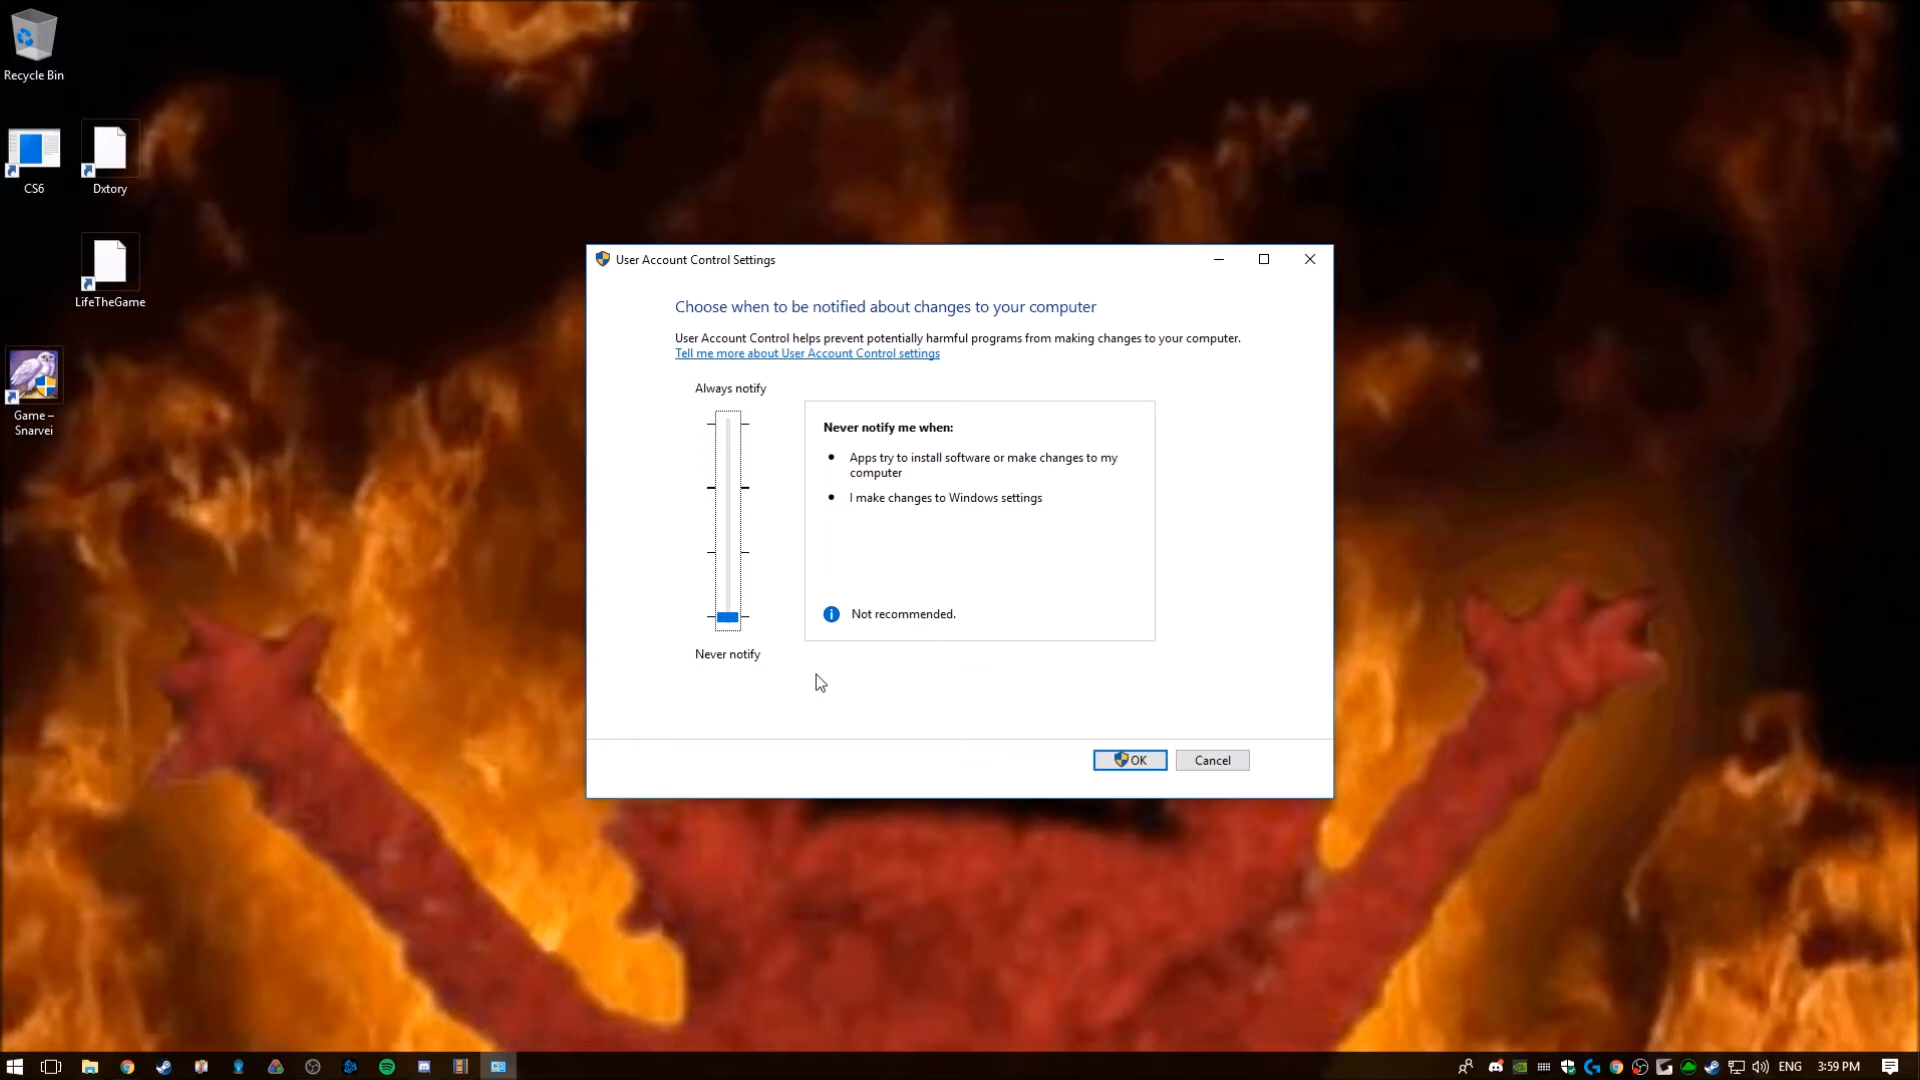 Recycle Bin
CS6
Dxtory
LifeTheGame
Game –
Snarvei
User Account Control Settings
Choose when to be notified about changes to your computer
User Account Control helps prevent potentially harmful programs from making changes to your computer.
Tell me more about User Account Control settings
Always notify
Never notify me when:
• Apps try to install software or make changes to my
computer
• I make changes to Windows settings
Not recommended.
Never notify
OK
Cancel
ENG
3:59 PM